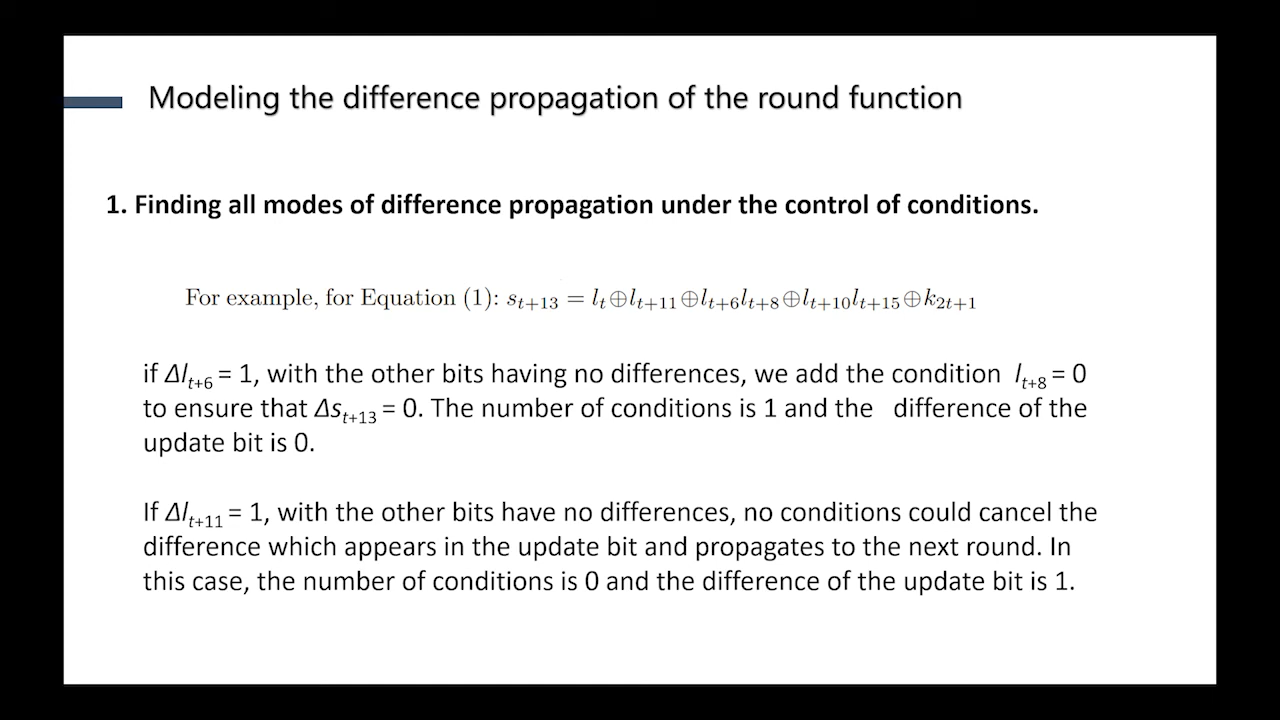 Modeling the difference propagation of the round function
1. Finding all modes of difference propagation under the control of conditions.
For example, for Equation (1): s_{t+13} = l_t⊕l_{t+11}⊕l_{t+6}l_{t+8}⊕l_{t+10}l_{t+15}⊕k_{2t+1}
if Δl_{t+6} = 1, with the other bits having no differences, we add the condition l_{t+8} = 0
to ensure that Δs_{t+13} = 0. The number of conditions is 1 and the difference of the
update bit is 0.
If Δl_{t+11} = 1, with the other bits have no differences, no conditions could cancel the
difference which appears in the update bit and propagates to the next round. In
this case, the number of conditions is 0 and the difference of the update bit is 1.